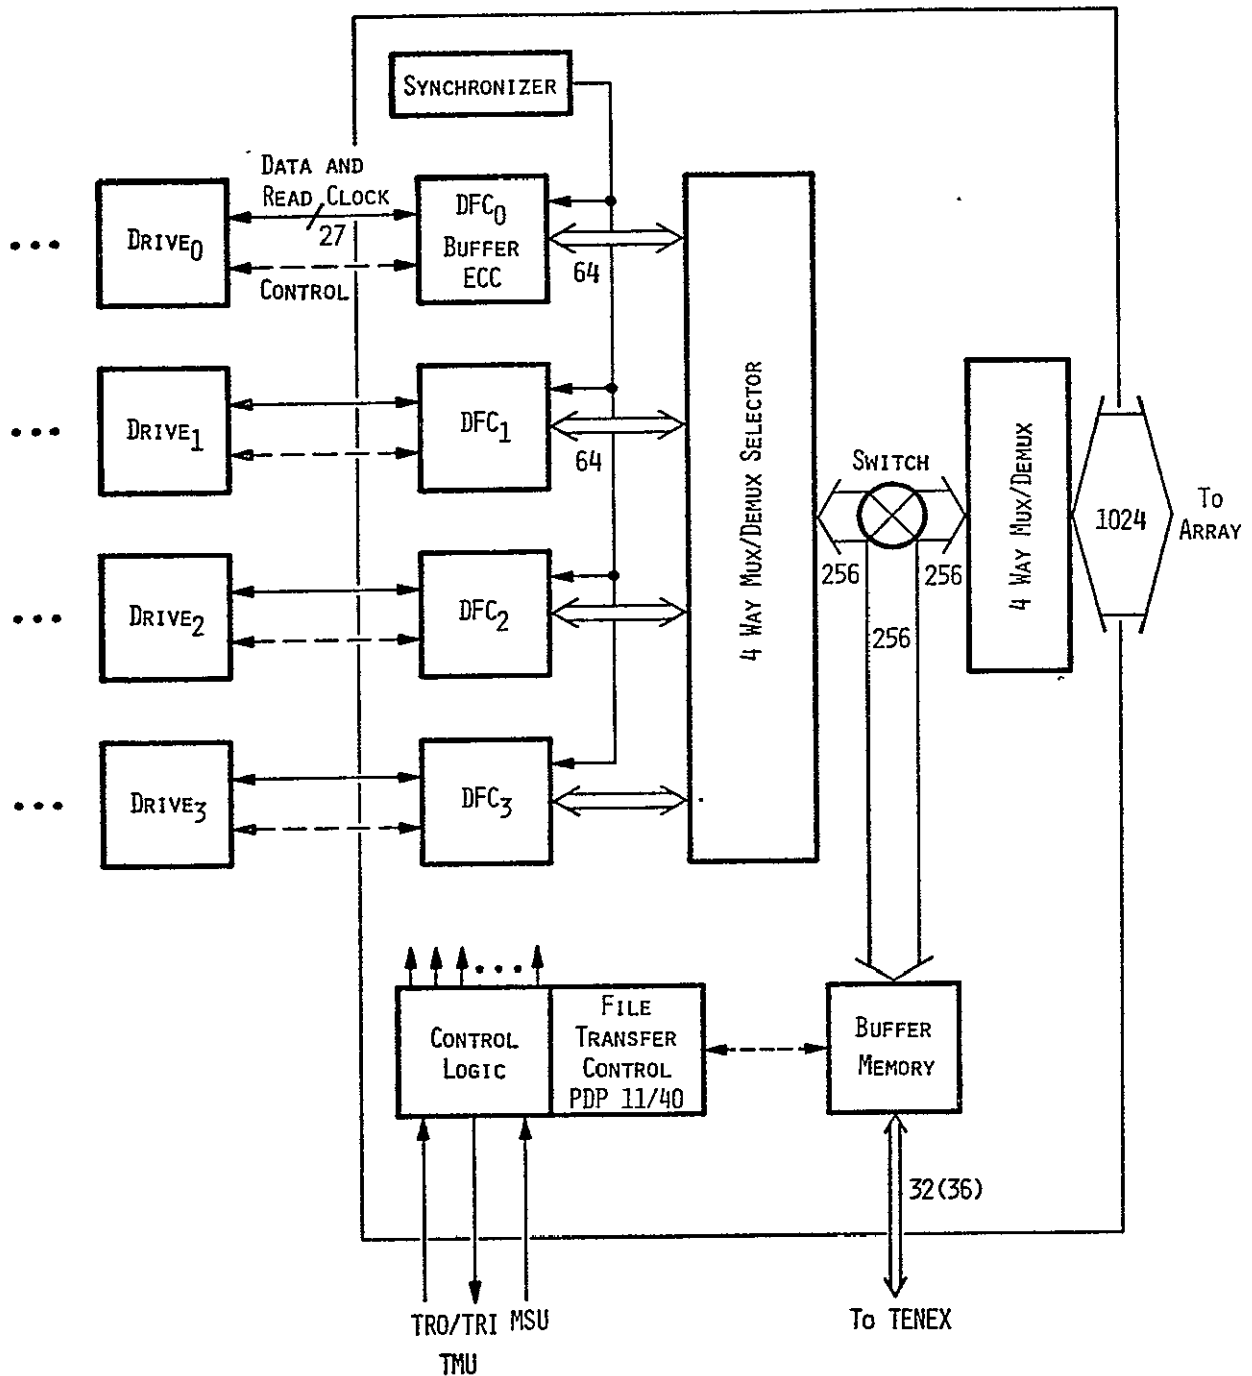 SYNCHRONIZER
DATA AND
READ CLOCK
27
CONTROL
DRIVE0
DFC0
BUFFER
ECC
64
DRIVE1
DFC1
64
DRIVE2
DFC2
DRIVE3
DFC3
4 WAY MUX/DEMUX SELECTOR
SWITCH
256
256
256
4 WAY MUX/DEMUX
1024
To
ARRAY
CONTROL
LOGIC
FILE
TRANSFER
CONTROL
PDP 11/40
BUFFER
MEMORY
32(36)
TRO/TRI MSU
TMU
To TENEX